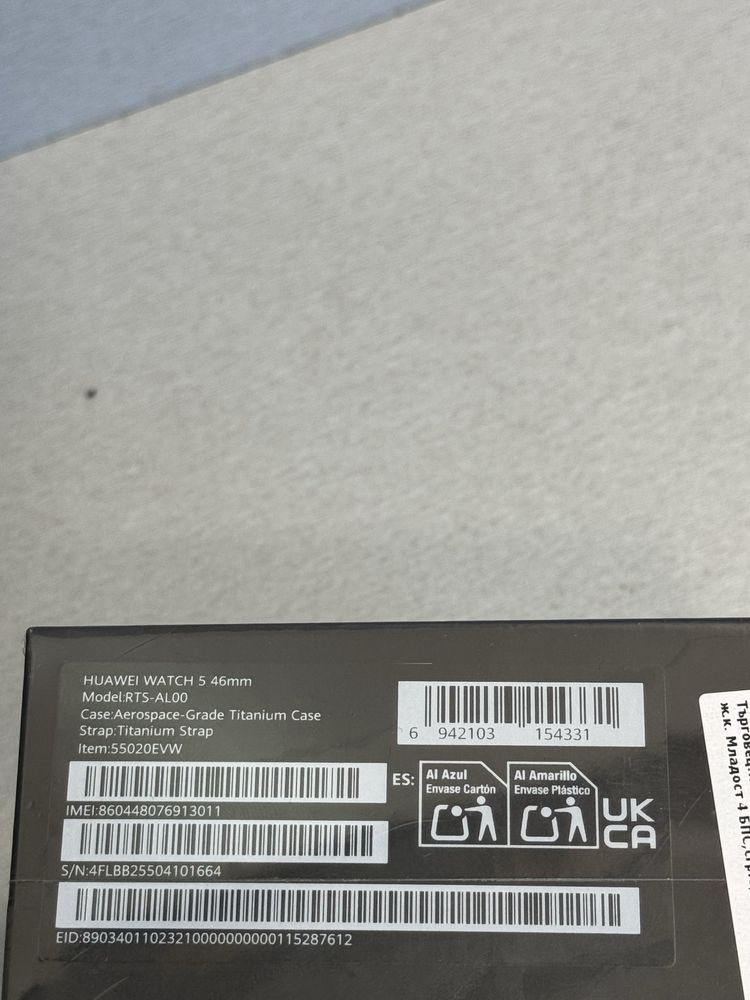 HUAWEI WATCH 5 46mm
Model:RTS-AL00
Case:Aerospace-Grade Titanium Case
Strap:Titanium Strap
Item:55020EVW
6 942103 154331
IMEI:860448076913011
S/N:4FLBB25504101664
EID:89034011023210000000000115287612
ES:
Al Azul
Envase Cartón
Al Amarillo
Envase Plástico
UK
CA
жк. Младост 4